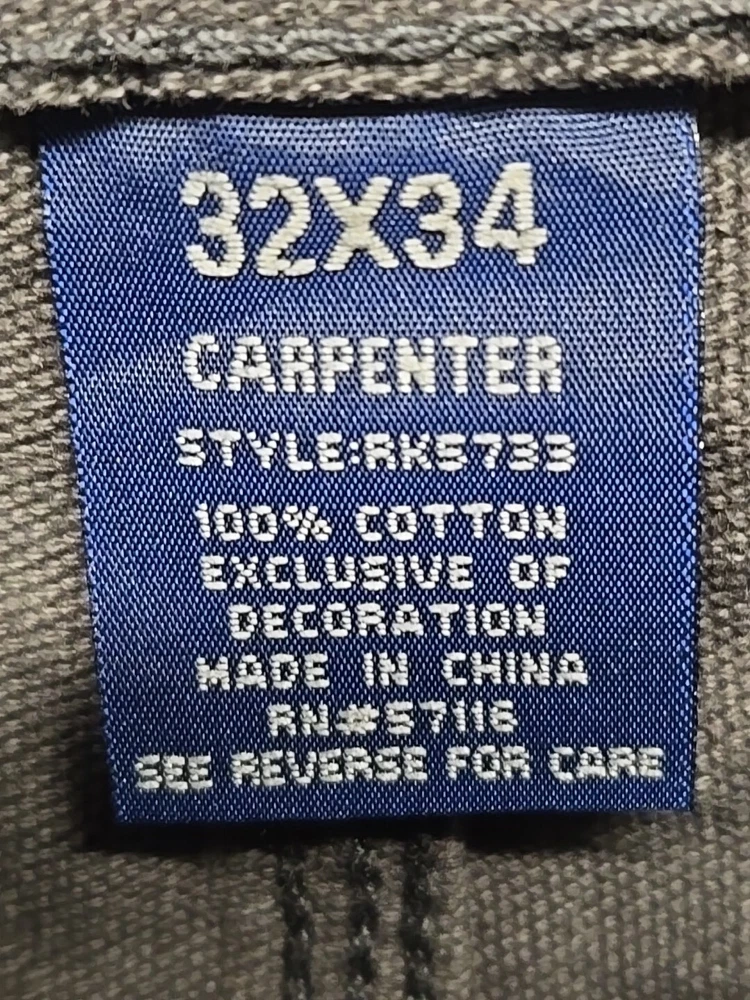 32X34
CARPENTER
STYLE:RK5733
100% COTTON
EXCLUSIVE OF
DECORATION
MADE IN CHINA
RN#57116
SEE REVERSE FOR CARE